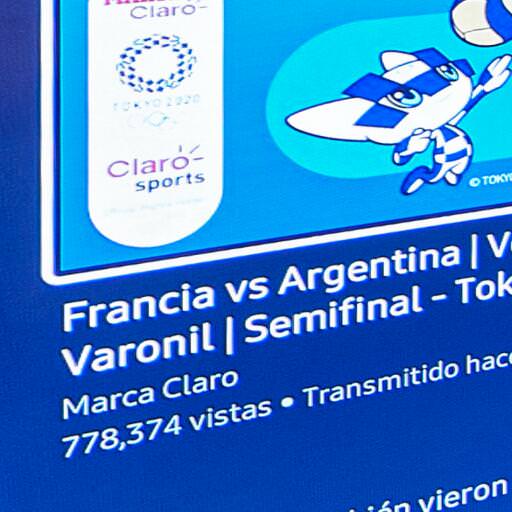 Claro-
TOKYO 2020
Claro-
sports
© TOKYO
Francia vs Argentina | V
Varonil | Semifinal - Tok
Marca Claro
778,374 vistas • Transmitido hace
vieron